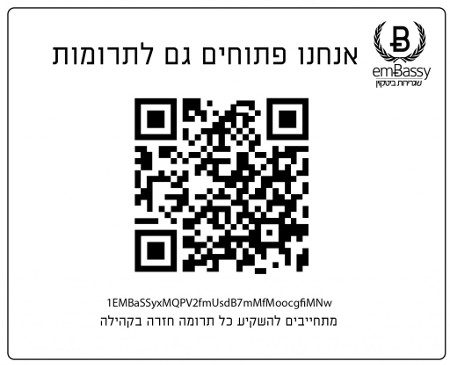 אנחנו פתוחים גם לתרומות
emBassy
שגרירות ביטקוין
1EMBaSSyxMQPV2fmUsdB7mMfMoocgfiMNw
מתחייבים להשקיע כל תרומה חזרה בקהילה